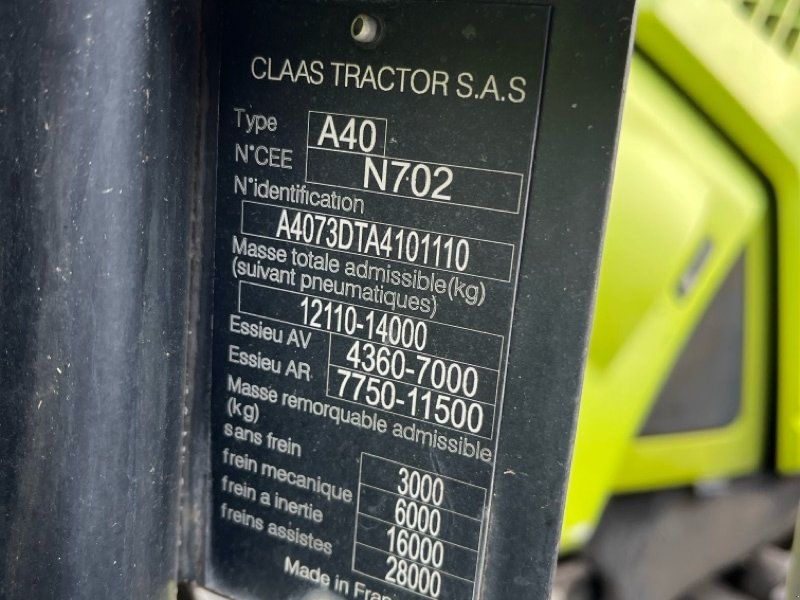 CLAAS TRACTOR S.A.S
Type A40
N°CEE N702
N°identification
A4073DTA4101110
Masse totale admissible(kg)
(suivant pneumatiques)
12110-14000
Essieu AV 4360-7000
Essieu AR 7750-11500
Masse remorquable admissible
(kg)
sans frein 3000
frein mecanique 6000
frein a inertie 16000
freins assistes 28000
Made in Fran